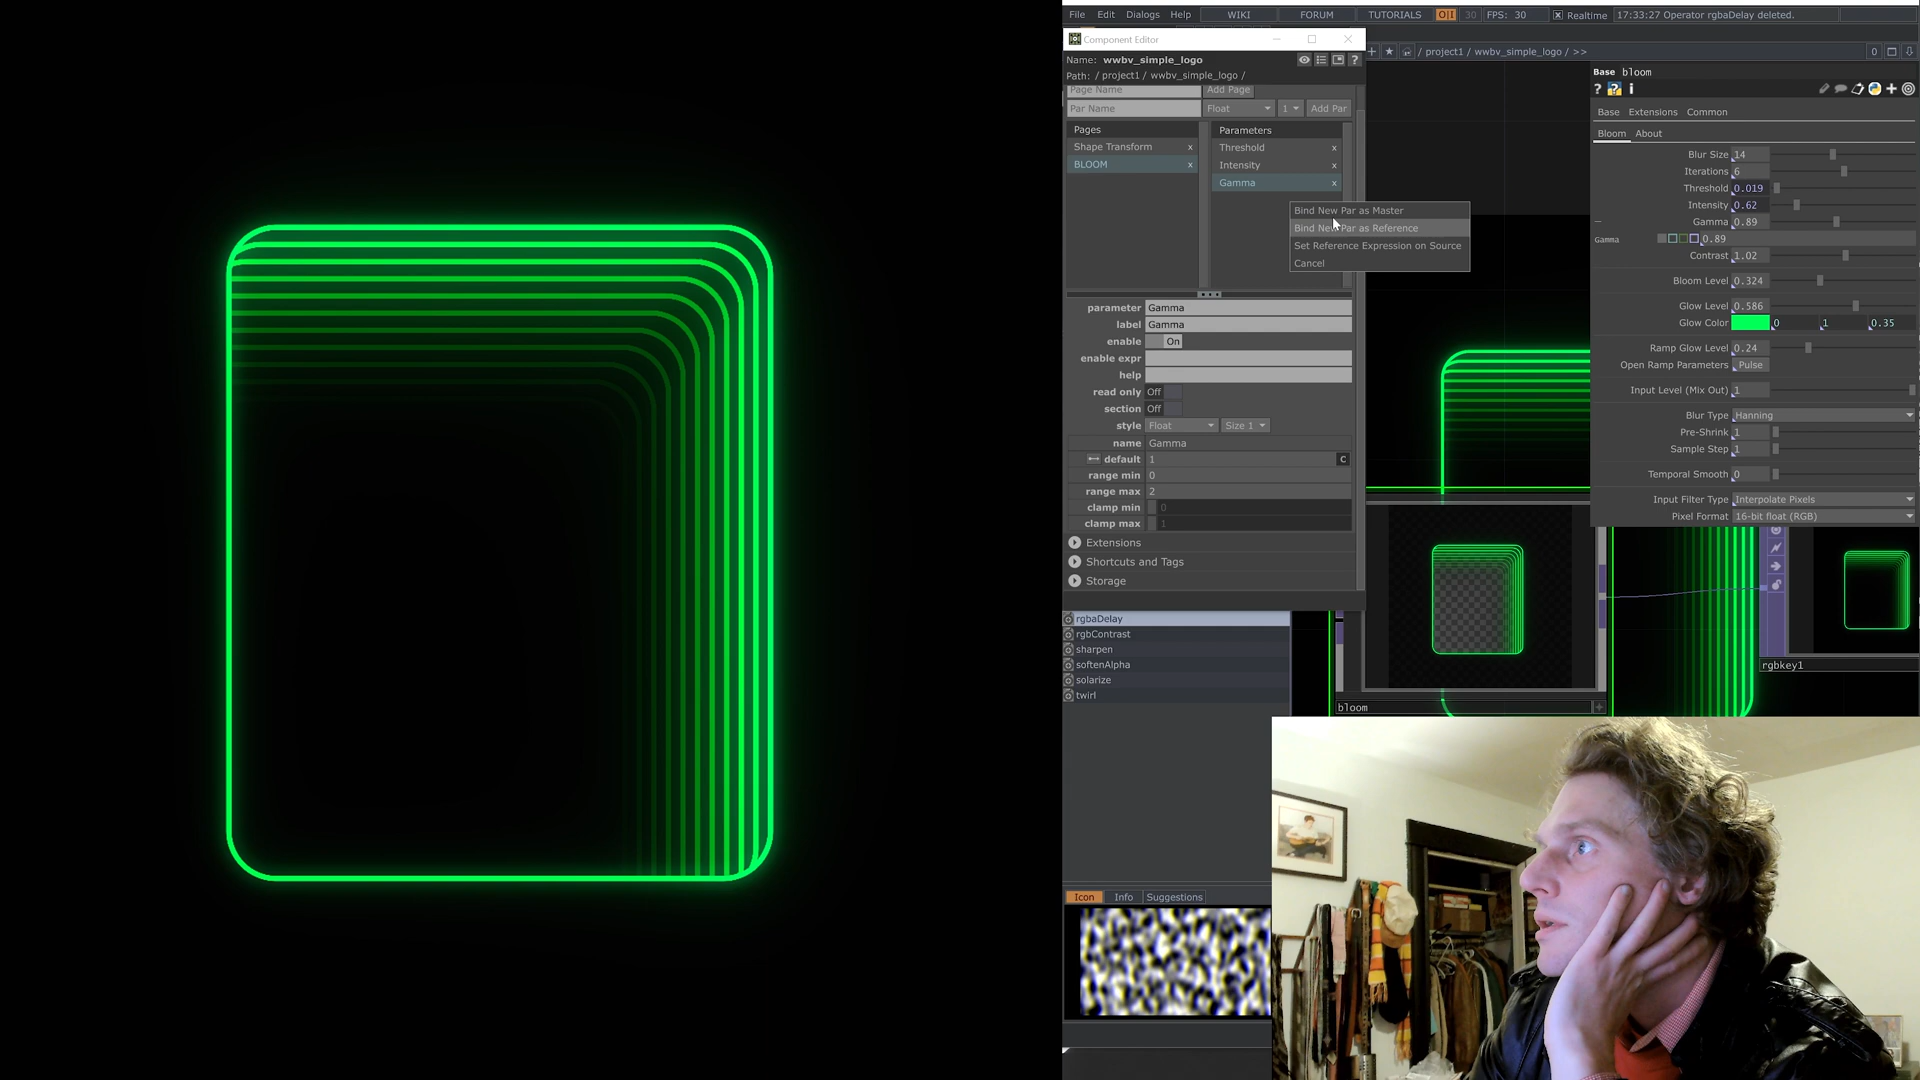 File Edit Dialogs Help WIKI FORUM TUTORIALS O|I 30 FPS: 30 Realtime 17:33:27 Operator rgbaDelay deleted.
Component Editor
/ project1 / wwbv_simple_logo / >> 0
Name: wwbv_simple_logo
Path: / project1 / wwbv_simple_logo /
Page Name Add Page
Par Name Float 1 Add Par
Pages
Shape Transform x
BLOOM x
Parameters
Threshold x
Intensity x
Gamma x
Bind New Par as Master
Bind New Par as Reference
Set Reference Expression on Source
Cancel
parameter Gamma
label Gamma
enable On
enable expr
help
read only Off
section Off
style Float Size 1
name Gamma
default 1 C
range min 0
range max 2
clamp min 0
clamp max 1
Extensions
Shortcuts and Tags
Storage
rgbaDelay
rgbContrast
sharpen
softenAlpha
solarize
twirl
Icon Info Suggestions
Base bloom
? ? i
Base Extensions Common
Bloom About
Blur Size 14
Iterations 6
Threshold 0.019
Intensity 0.62
Gamma 0.89
Gamma 0.89
Contrast 1.02
Bloom Level 0.324
Glow Level 0.586
Glow Color 0 1 0.35
Ramp Glow Level 0.24
Open Ramp Parameters Pulse
Input Level (Mix Out) 1
Blur Type Hanning
Pre-Shrink 1
Sample Step 1
Temporal Smooth 0
Input Filter Type Interpolate Pixels
Pixel Format 16-bit float (RGB)
bloom
rgbkey1